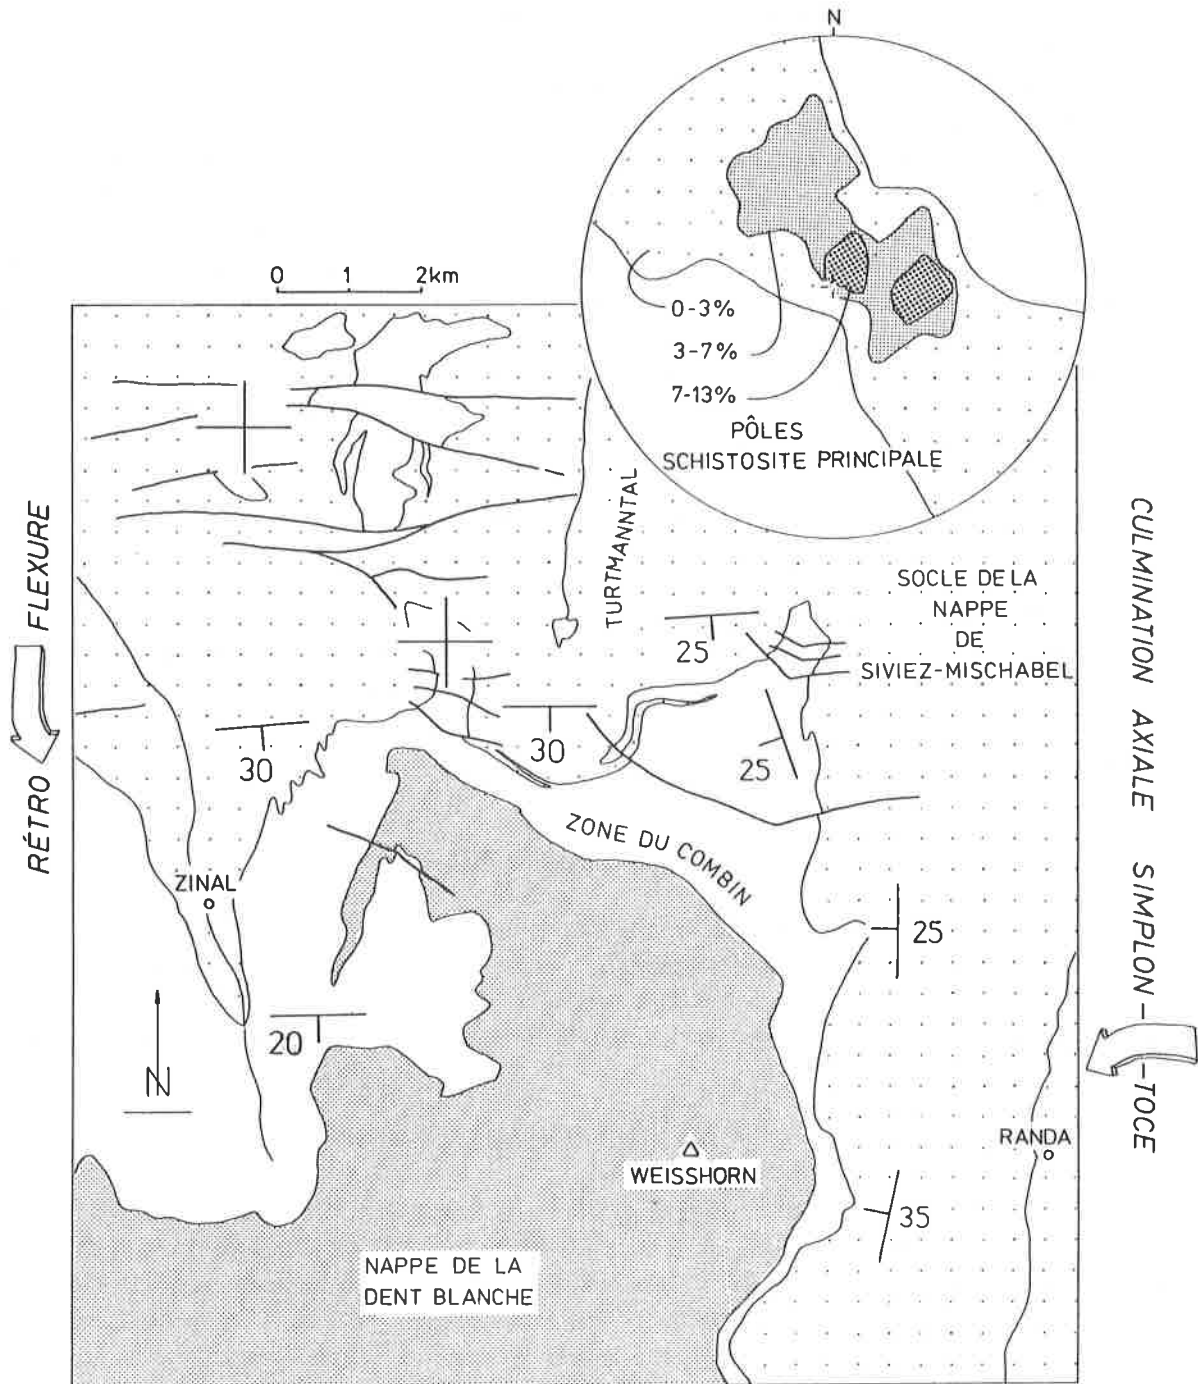 N
0 1 2km
0-3%
3-7%
7-13%
PÔLES
SCHISTOSITE PRINCIPALE
RÉTRO FLEXURE
TURTMANNTAL
SOCLE DE LA
NAPPE
DE
SIVIEZ-MISCHABEL
CULMINATION AXIALE SIMPLON-TOCE
25
30
30
25
ZONE DU COMBIN
ZINAL
25
20
N
RANDA
WEISSHORN
35
NAPPE DE LA
DENT BLANCHE